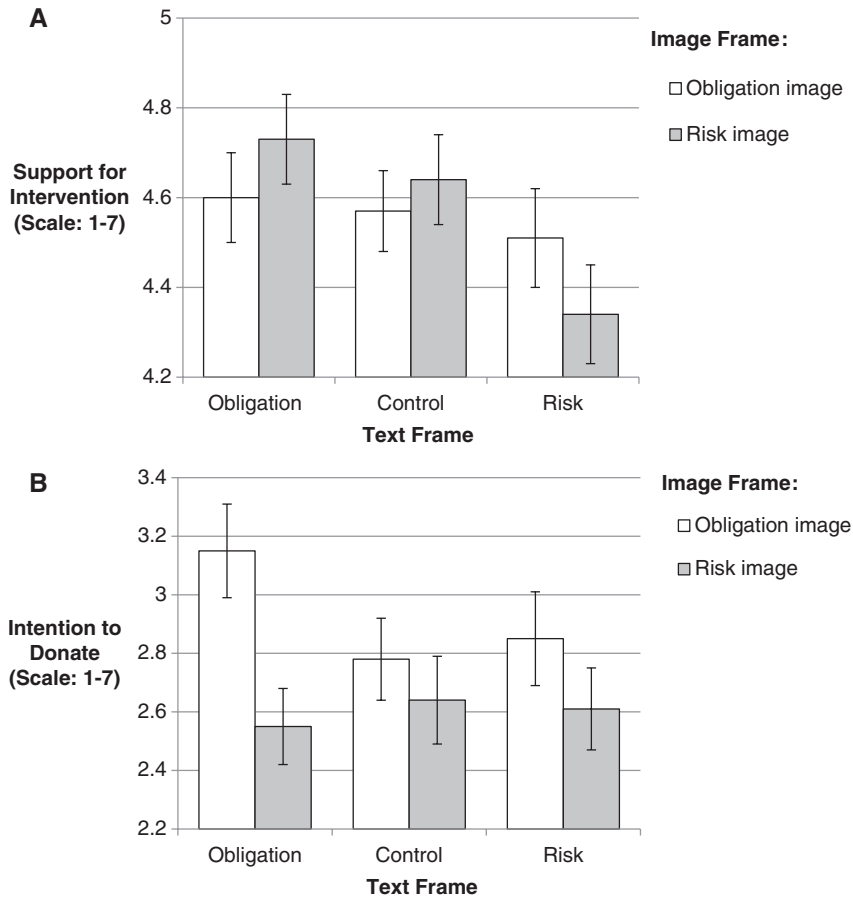 A
5
4.8
4.6
4.4
4.2
Support for
Intervention
(Scale: 1-7)
Image Frame:
Obligation image
Risk image
Obligation
Control
Risk
Text Frame
B
3.4
3.2
3
2.8
2.6
2.4
2.2
Intention to
Donate
(Scale: 1-7)
Image Frame:
Obligation image
Risk image
Obligation
Control
Risk
Text Frame